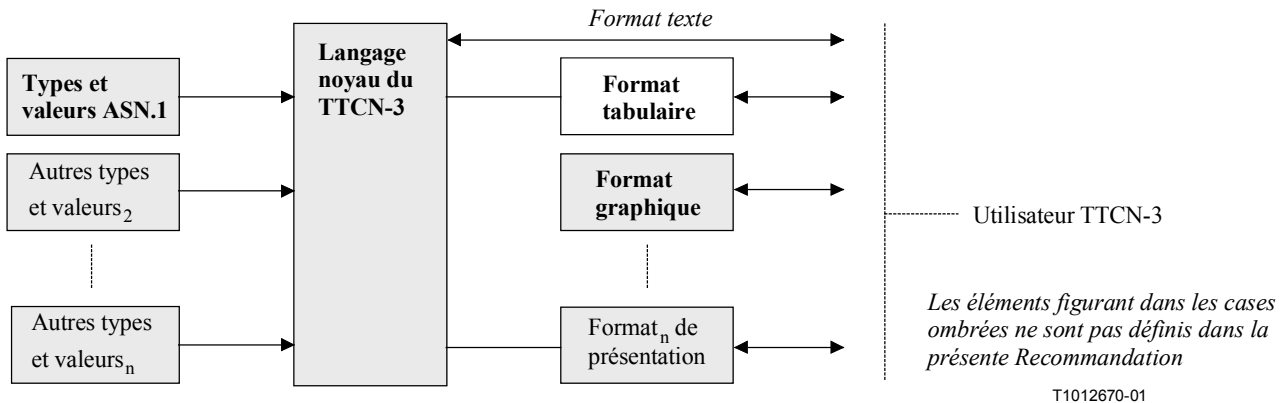 Format texte
Langage
noyau du
TTCN-3
Types et
valeurs ASN.1
Format
tabulaire
Autres types
et valeurs2
Format
graphique
Utilisateur TTCN-3
Autres types
et valeursn
Formatn de
présentation
Les éléments figurant dans les cases
ombrées ne sont pas définis dans la
présente Recommandation
T1012670-01